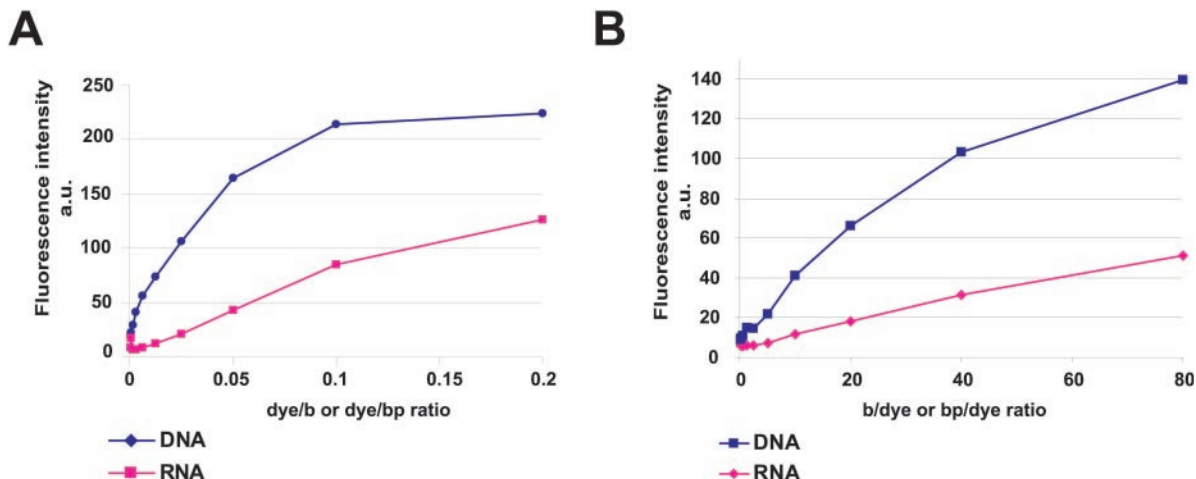 A
Fluorescence intensity
a.u.
250
200
150
100
50
0
0
0.05
0.1
0.15
0.2
dye/b or dye/bp ratio
DNA
RNA
B
Fluorescence intensity
a.u.
140
120
100
80
60
40
20
0
0
20
40
60
80
b/dye or bp/dye ratio
DNA
RNA